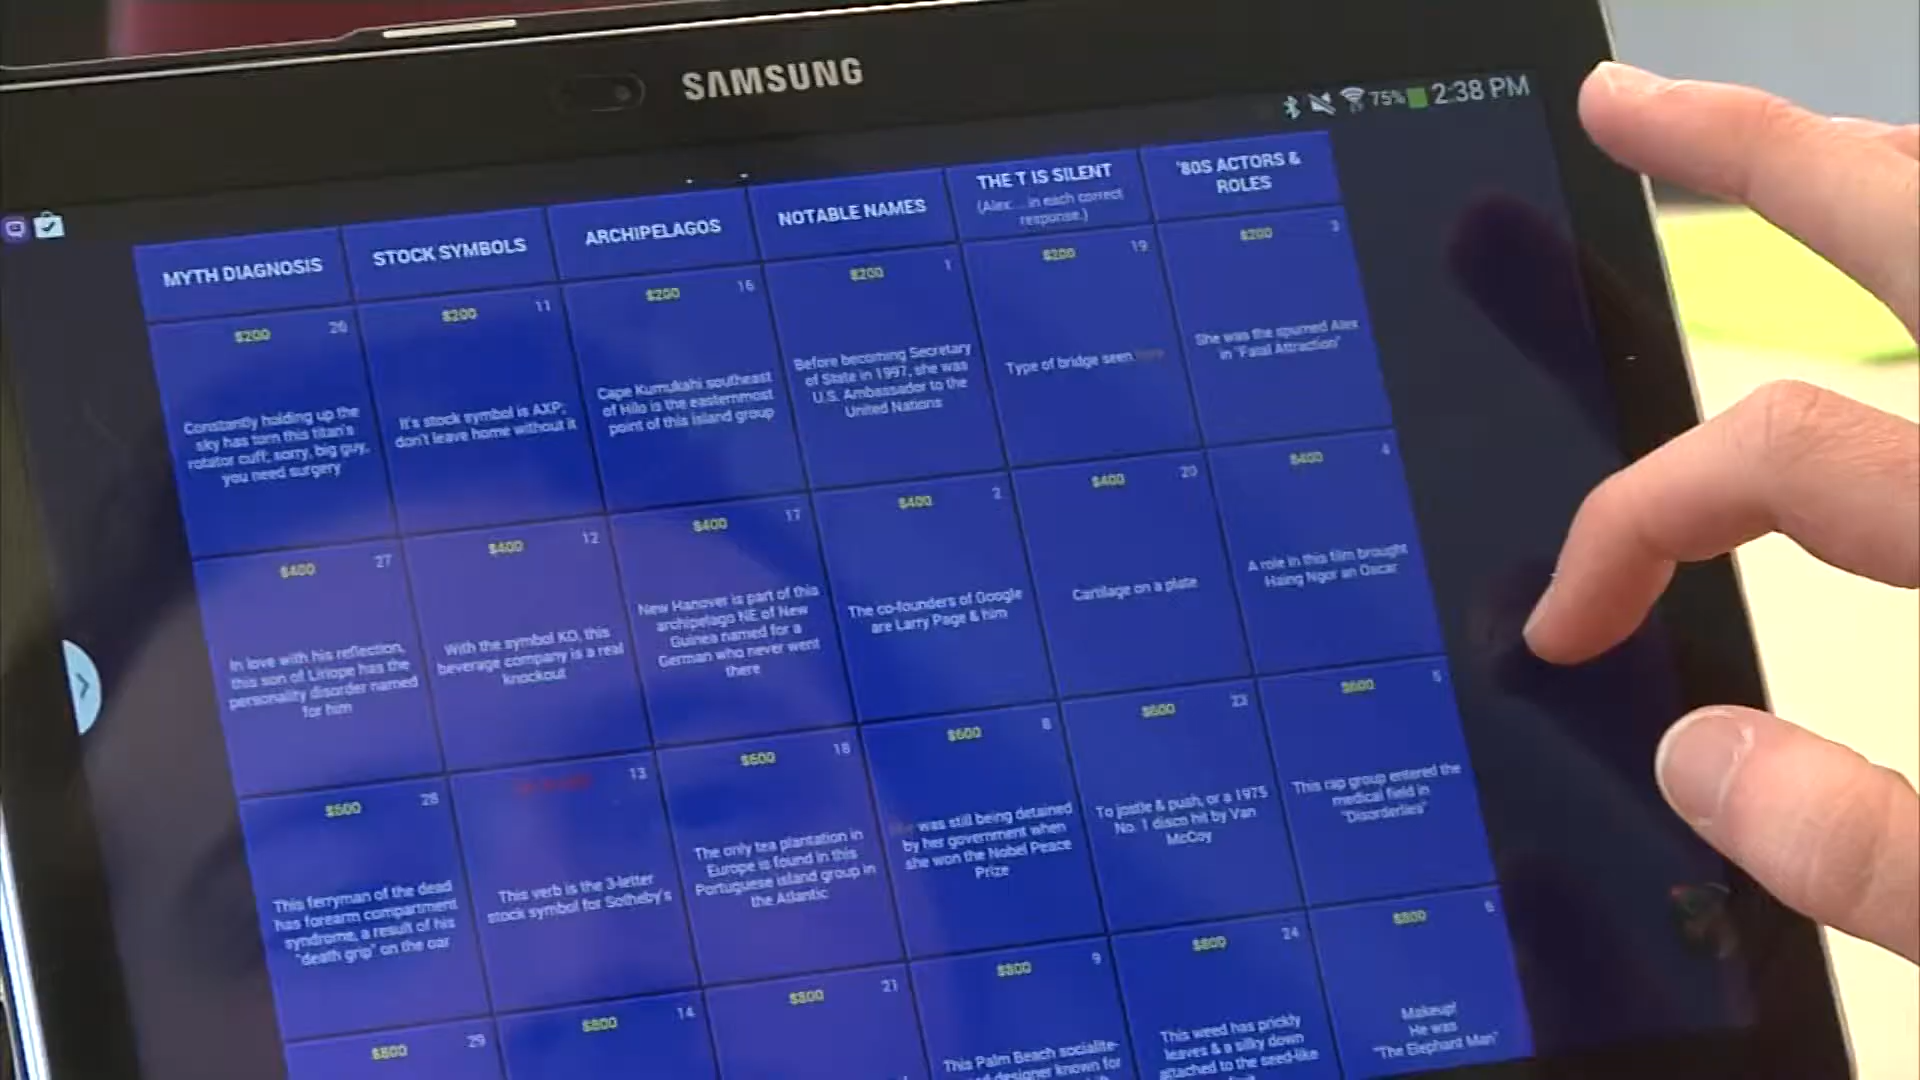 SAMSUNG
75% 2:38 PM
MYTH DIAGNOSIS
STOCK SYMBOLS
ARCHIPELAGOS
NOTABLE NAMES
THE T IS SILENT
(Alex: ...in each correct
response.)
'80S ACTORS &
ROLES
$200 26
Constantly holding up the
sky has torn this titan's
rotator cuff; sorry, big guy,
you need surgery
$200 11
It's stock symbol is AXP;
don't leave home without it
$200 16
Cape Kumukahi southeast
of Hilo is the easternmost
point of this island group
$200 1
Before becoming Secretary
of State in 1997, she was
U.S. Ambassador to the
United Nations
$200 19
Type of bridge seen here
$200 3
She was the spurned Alex
in "Fatal Attraction"
$400 27
In love with his reflection,
this son of Liriope has the
personality disorder named
for him
$400 12
With the symbol KO, this
beverage company is a real
knockout
$400 17
New Hanover is part of this
archipelago NE of New
Guinea named for a
German who never went
there
$400 2
The co-founders of Google
are Larry Page & him
$400 20
Cartilage on a plate
$400 4
A role in this film brought
Haing Ngor an Oscar
$600 28
This ferryman of the dead
has forearm compartment
syndrome, a result of his
"death grip" on the oar
13
This verb is the 3-letter
stock symbol for Sotheby's
$600 18
The only tea plantation in
Europe is found in this
Portuguese island group in
the Atlantic
$600 8
She was still being detained
by her government when
she won the Nobel Peace
Prize
$600 23
To jostle & push, or a 1975
No. 1 disco hit by Van
McCoy
$600 5
This rap group entered the
medical field in
"Disorderlies"
$800 29
$800 14
$800 21
$800 9
This Palm Beach socialite-
designer known for
$800 24
This weed has prickly
leaves & a silky down
attached to the seed-like
$800 6
Makeup!
He was
"The Elephant Man"